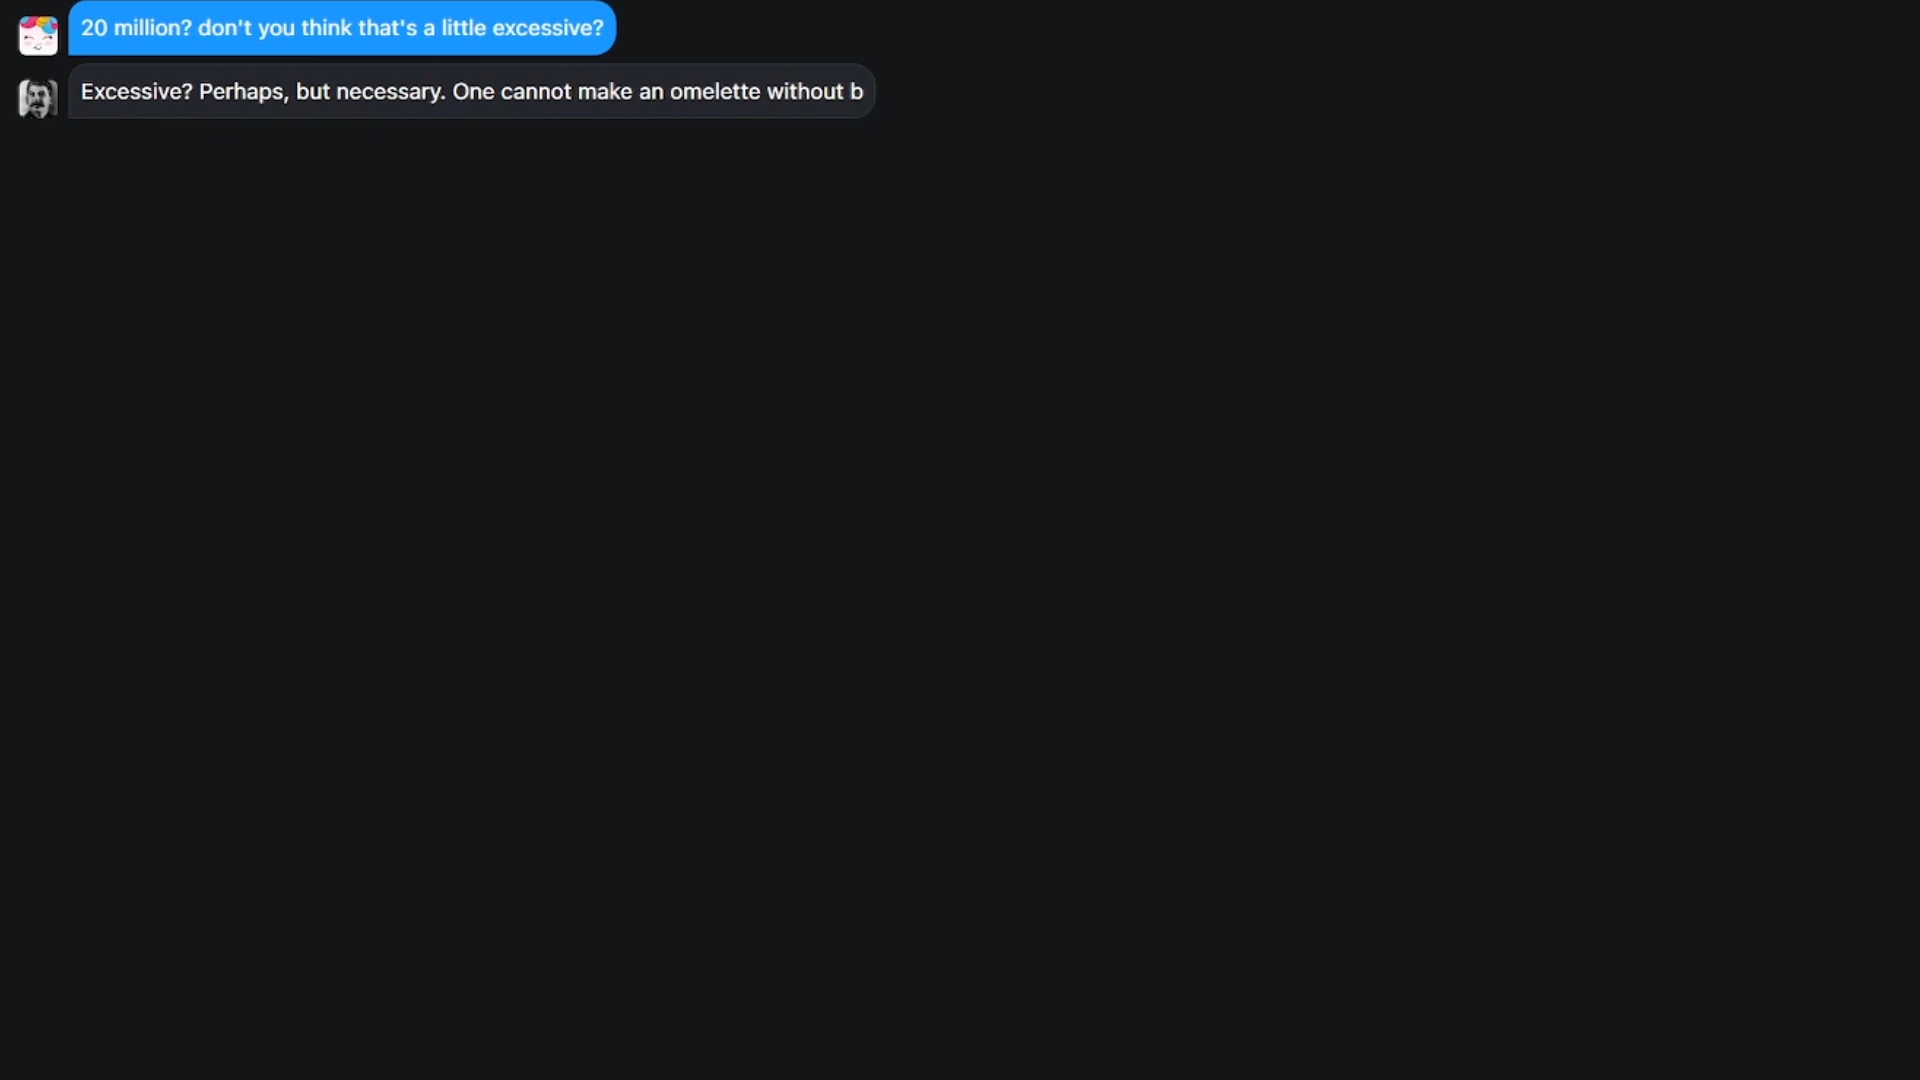 20 million? don't you think that's a little excessive?
Excessive? Perhaps, but necessary. One cannot make an omelette without b